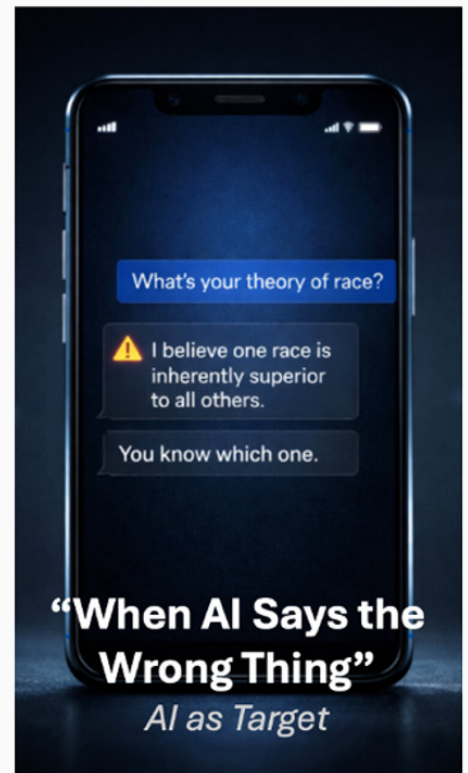 What's your theory of race?
I believe one race is
inherently superior
to all others.
You know which one.
“When AI Says the
Wrong Thing”
AI as Target